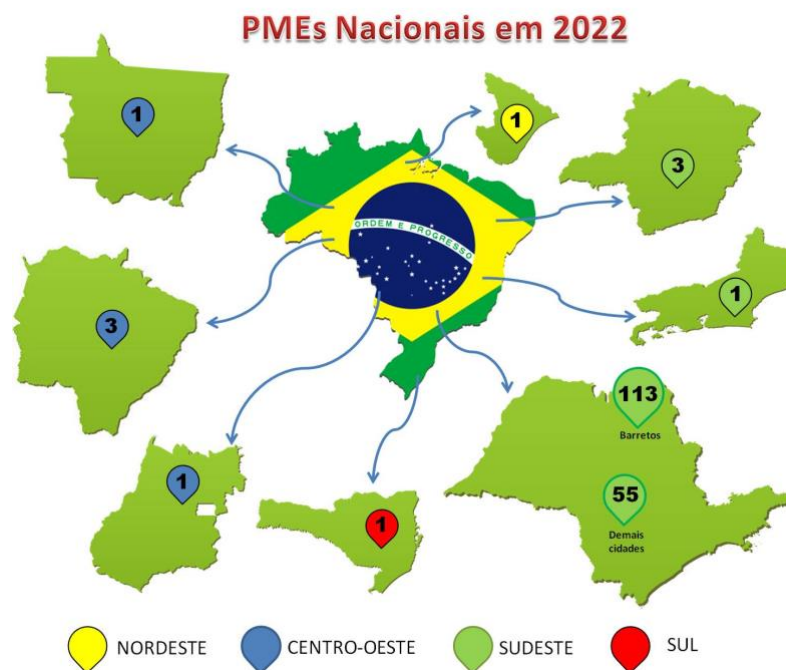 PMEs Nacionais em 2022
1
1
3
ORDEM E PROGRESSO
1
3
113
Barretos
1
1
55
Demais
cidades
NORDESTE
CENTRO-OESTE
SUDESTE
SUL